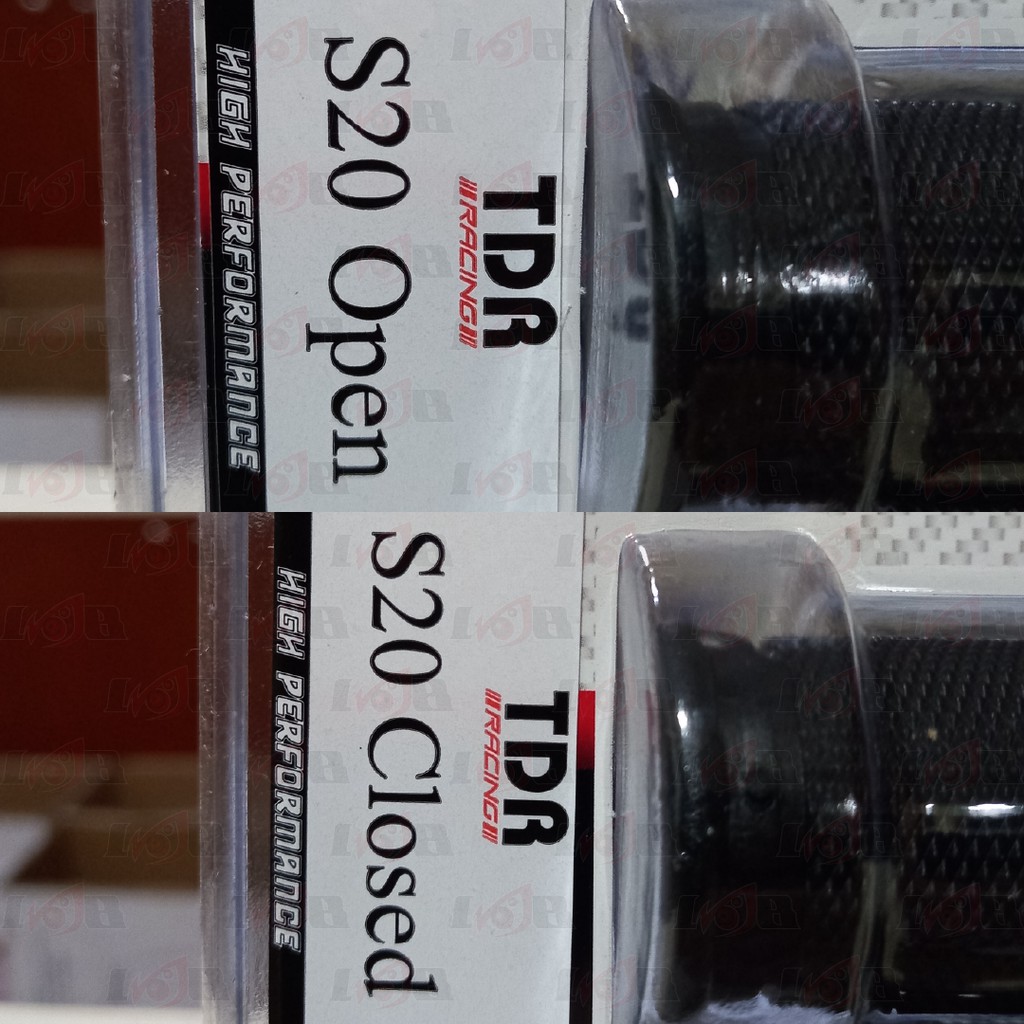 TDR
RACING
S20 Open
HIGH PERFORMANCE
TDR
RACING
S20 Closed
HIGH PERFORMANCE